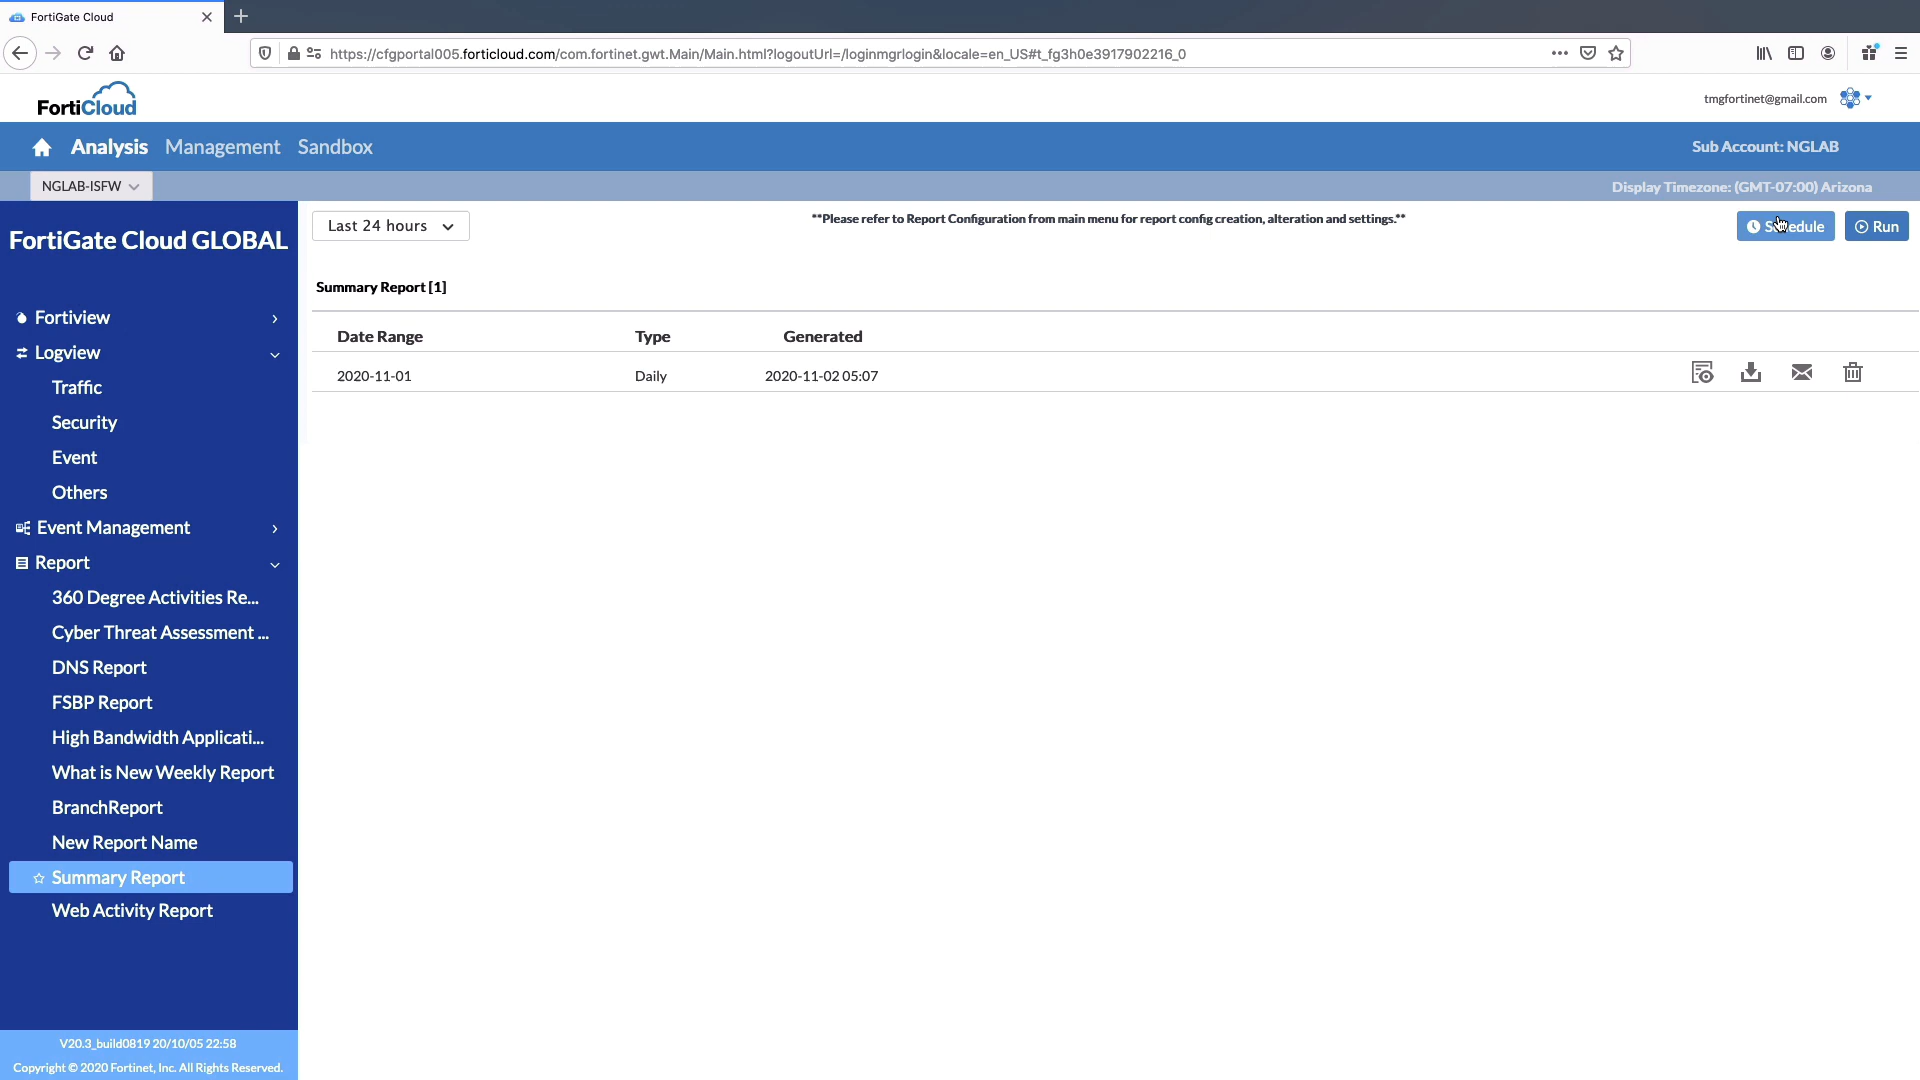 FortiGate Cloud
https://cfgportal005.forticloud.com/com.fortinet.gwt.Main/Main.html?logoutUrl=/loginmgrlogin&locale=en_US#t_fg3h0e3917902216_0
FortiCloud
tmgfortinet@gmail.com
Analysis Management Sandbox
Sub Account: NGLAB
NGLAB-ISFW
Display Timezone: (GMT-07:00) Arizona
FortiGate Cloud GLOBAL
Last 24 hours
**Please refer to Report Configuration from main menu for report config creation, alteration and settings.**
Schedule
Run
Summary Report [1]
Date Range Type Generated
2020-11-01 Daily 2020-11-02 05:07
Fortiview
Logview
Traffic
Security
Event
Others
Event Management
Report
360 Degree Activities Re...
Cyber Threat Assessment ...
DNS Report
FSBP Report
High Bandwidth Applicati...
What is New Weekly Report
BranchReport
New Report Name
Summary Report
Web Activity Report
V20.3_build0819 20/10/05 22:58
Copyright © 2020 Fortinet, Inc. All Rights Reserved.